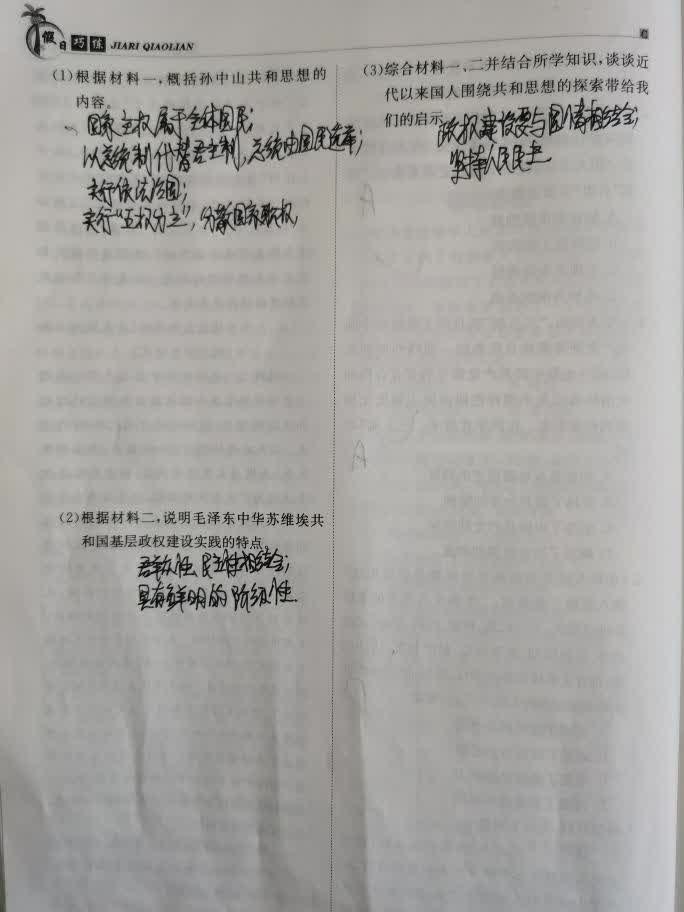 假日巧练 JIARI QIAOLIAN
(1)根据材料一,概括孙中山共和思想的
内容。
国家主权属于全体国民;
以总统制代替君主制,总统由国民选举;
实行依法治国;
实行“五权分立”,分散国家职权
(2)根据材料二,说明毛泽东中华苏维埃共
和国基层政权建设实践的特点
群众性、民主性相结合;
具有鲜明的阶级性.
(3)综合材料一、二并结合所学知识,谈谈近
代以来国人围绕共和思想的探索带给我
们的启示
政权建设要与国情相结合;
坚持人民民主
A
A